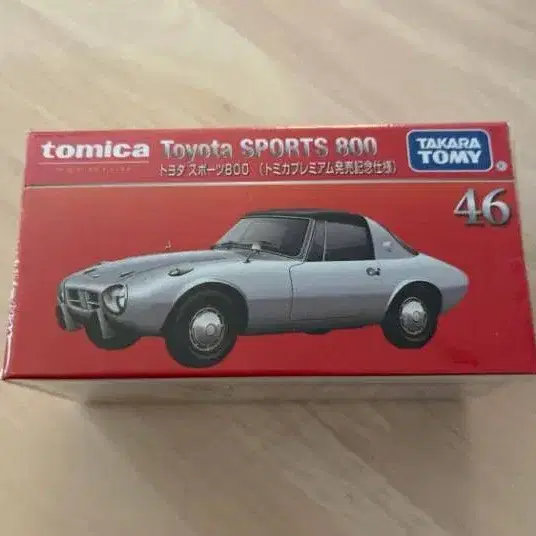 tomica Toyota SPORTS 800
トヨタ スポーツ800 (トミカプレミアム発売記念仕様)
TAKARA
TOMY
46